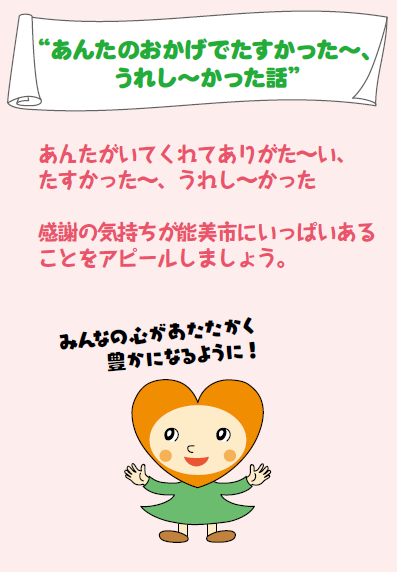 “あんたのおかげでたすかった〜、
うれし〜かった話”
あんたがいてくれてありがた〜い、
たすかった〜、うれし〜かった
感謝の気持ちが能美市にいっぱいある
ことをアピールしましょう。
みんなの心があたたかく
豊かになるように！